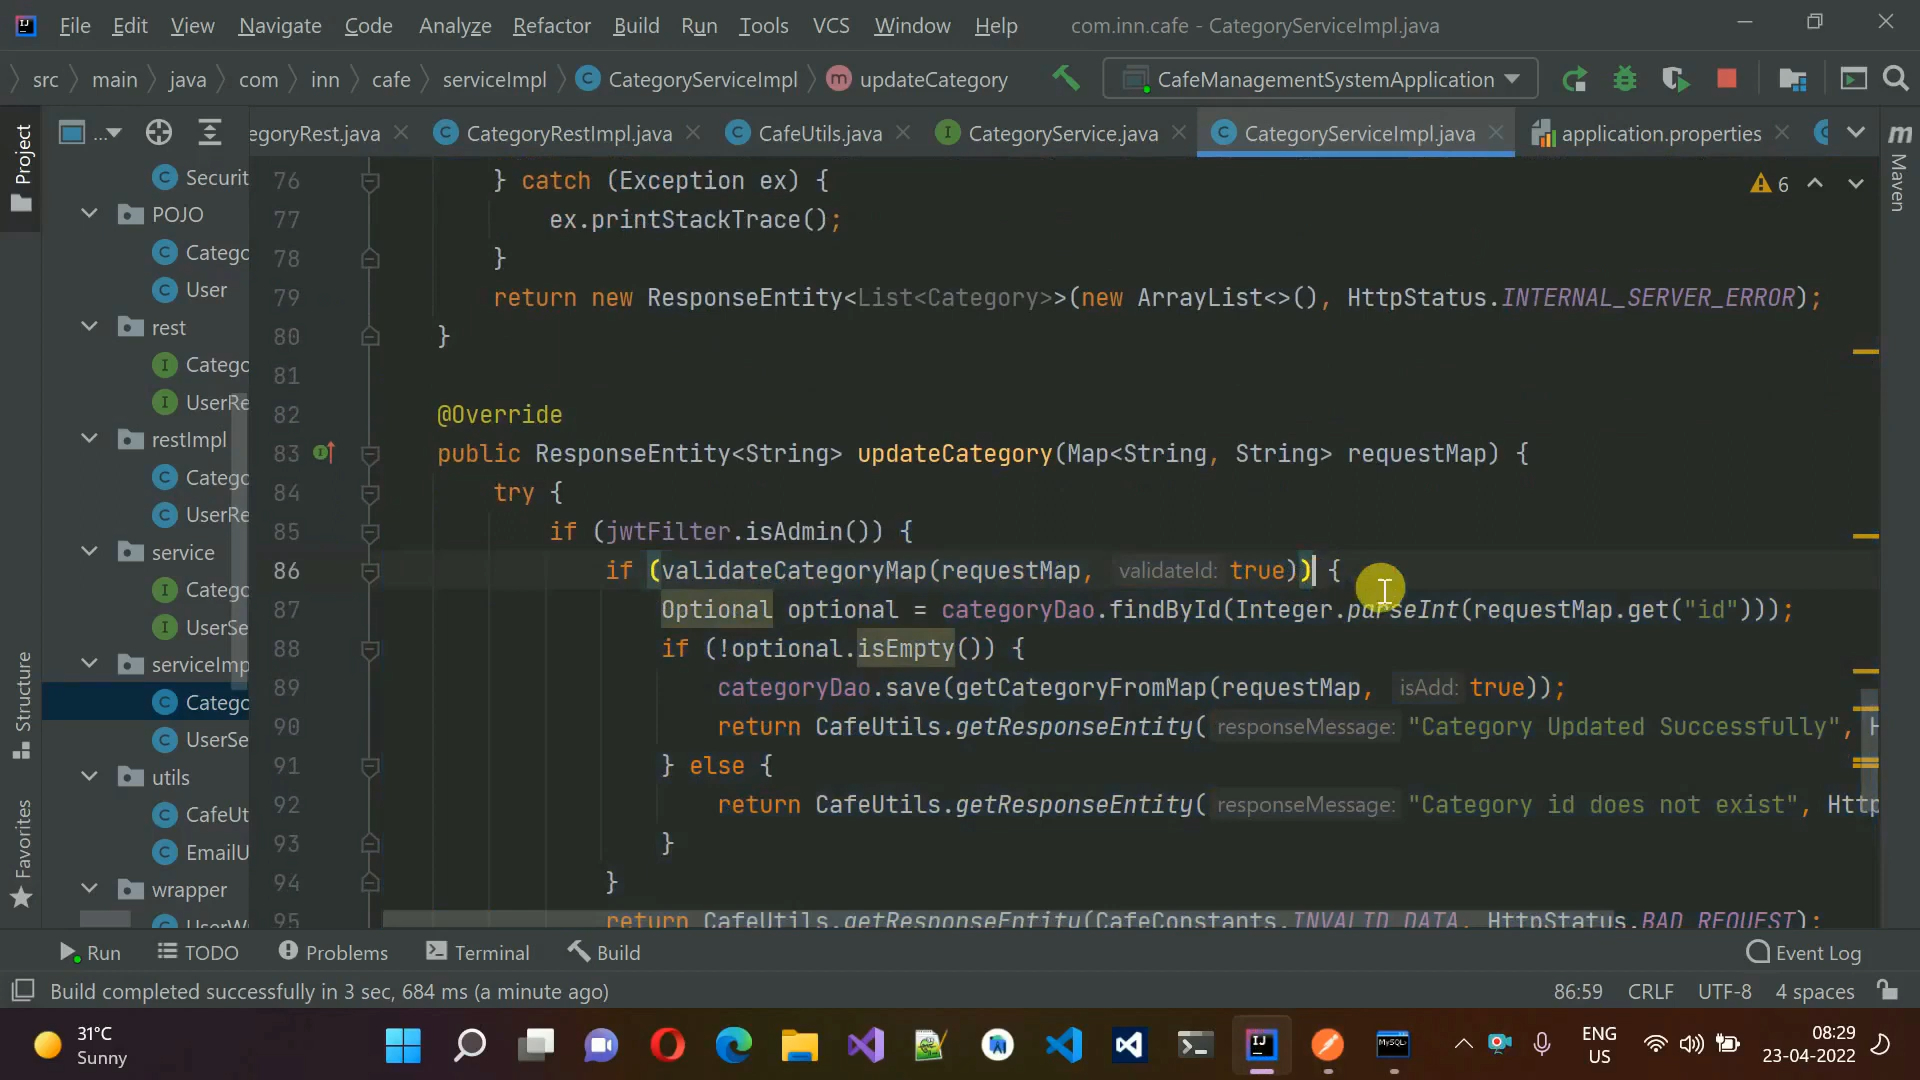 File Edit View Navigate Code Analyze Refactor Build Run Tools VCS Window Help com.inn.cafe - CategoryServiceImpl.java
src main java com inn cafe serviceImpl CategoryServiceImpl updateCategory CafeManagementSystemApplication
Project
... egoryRest.java CategoryRestImpl.java CafeUtils.java CategoryService.java CategoryServiceImpl.java application.properties
Maven
Securit
POJO
Catego
User
rest
Catego
UserRe
restImpl
Catego
UserRe
service
Catego
UserSe
serviceImp
Catego
UserSe
utils
CafeUt
EmailU
wrapper
UserW
Structure
Favorites
6
76 } catch (Exception ex) {
77 ex.printStackTrace();
78 }
79 return new ResponseEntity<List<Category>>(new ArrayList<>(), HttpStatus.INTERNAL_SERVER_ERROR);
80 }
81
82 @Override
83 public ResponseEntity<String> updateCategory(Map<String, String> requestMap) {
84 try {
85 if (jwtFilter.isAdmin()) {
86 if (validateCategoryMap(requestMap, validateId: true)) {
87 Optional optional = categoryDao.findById(Integer.parseInt(requestMap.get("id")));
88 if (!optional.isEmpty()) {
89 categoryDao.save(getCategoryFromMap(requestMap, isAdd: true));
90 return CafeUtils.getResponseEntity( responseMessage: "Category Updated Successfully", H
91 } else {
92 return CafeUtils.getResponseEntity( responseMessage: "Category id does not exist", Http
93 }
94 }
95 return CafeUtils.getResponseEntity(CafeConstants.INVALID_DATA, HttpStatus.BAD_REQUEST);
Run TODO Problems Terminal Build Event Log
Build completed successfully in 3 sec, 684 ms (a minute ago) 86:59 CRLF UTF-8 4 spaces
31°C
Sunny
MySQL
ENG
US
08:29
23-04-2022